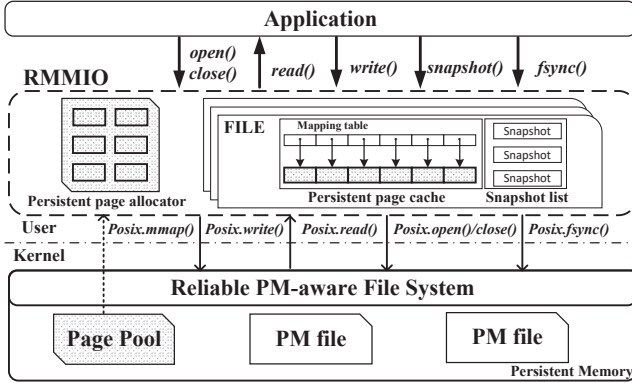 Application
open()
close()
read()
write()
snapshot()
fsync()
RMMIO
FILE
Mapping table
Snapshot
Snapshot
Snapshot
Persistent page allocator
Persistent page cache
Snapshot list
User
Posix.mmap()
Posix.write()
Posix.read()
Posix.open()/close()
Posix.fsync()
Kernel
Reliable PM-aware File System
Page Pool
PM file
PM file
Persistent Memory